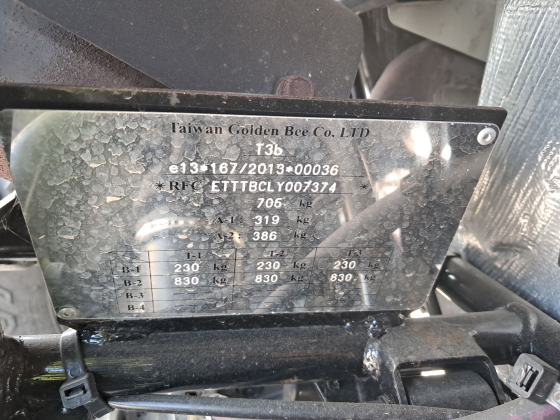 Taiwan Golden Bee Co. LTD
T3b
e13*167/2013*00036
*RFC ETTTBCLY007374 *
705 kg
A-1: 319 kg
A-2: 386 kg
T-1 T-2 T-3
B-1 230 kg 230 kg 230 kg
B-2 830 kg 830 kg 830 kg
B-3
B-4